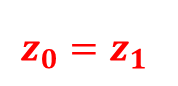 z₀ = z₁